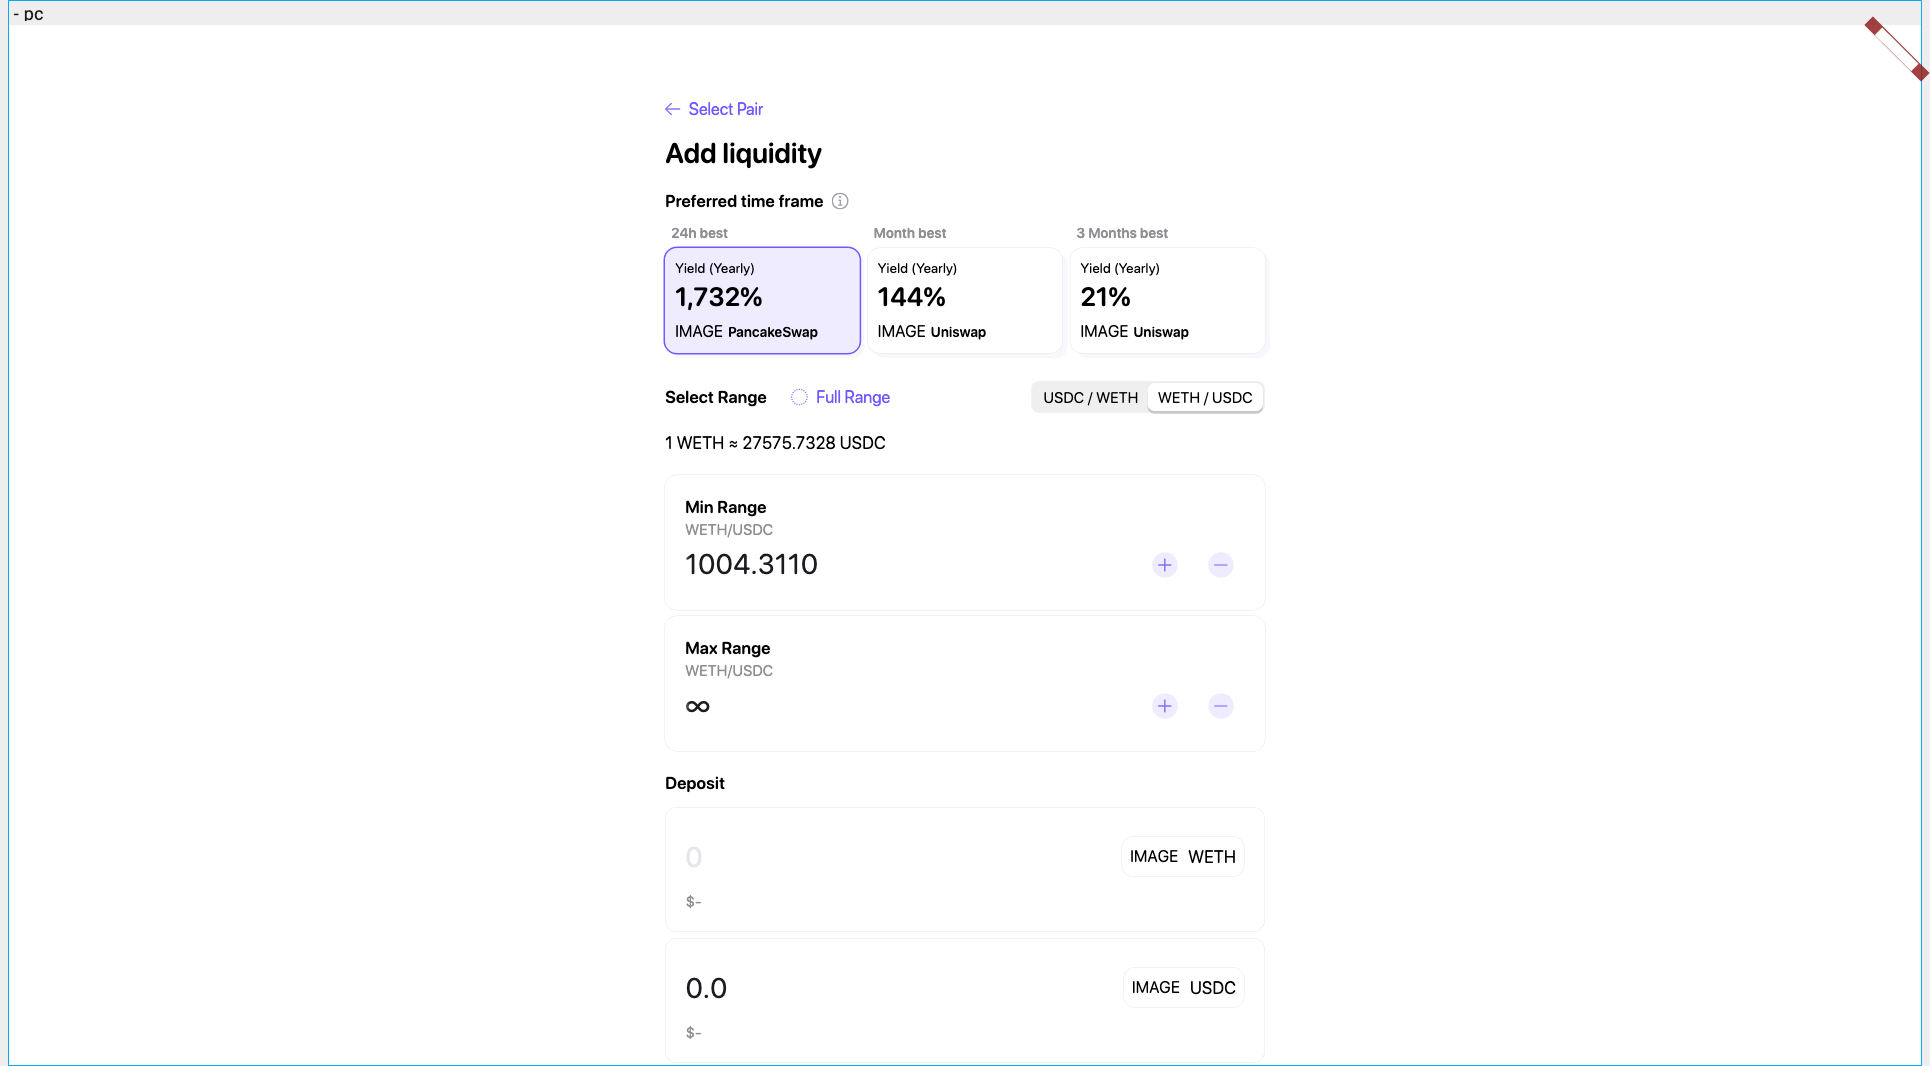 - pc
Select Pair
Add liquidity
Preferred time frame
24h best
Yield (Yearly)
1,732%
IMAGE PancakeSwap
Month best
Yield (Yearly)
144%
IMAGE Uniswap
3 Months best
Yield (Yearly)
21%
IMAGE Uniswap
Select Range
Full Range
USDC / WETH
WETH / USDC
1 WETH ≈ 27575.7328 USDC
Min Range
WETH/USDC
1004.3110
Max Range
WETH/USDC
∞
Deposit
0
IMAGE WETH
$-
0.0
IMAGE USDC
$-